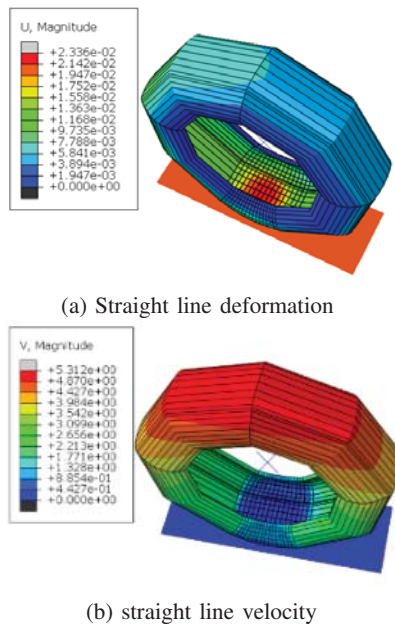 U, Magnitude
+2.336e-02
+2.142e-02
+1.947e-02
+1.752e-02
+1.558e-02
+1.363e-02
+1.168e-02
+9.735e-03
+7.788e-03
+5.841e-03
+3.894e-03
+1.947e-03
+0.000e+00
(a) Straight line deformation
V, Magnitude
+5.312e+00
+4.870e+00
+4.427e+00
+3.984e+00
+3.542e+00
+3.099e+00
+2.656e+00
+2.213e+00
+1.771e+00
+1.328e+00
+8.854e-01
+4.427e-01
+0.000e+00
(b) straight line velocity